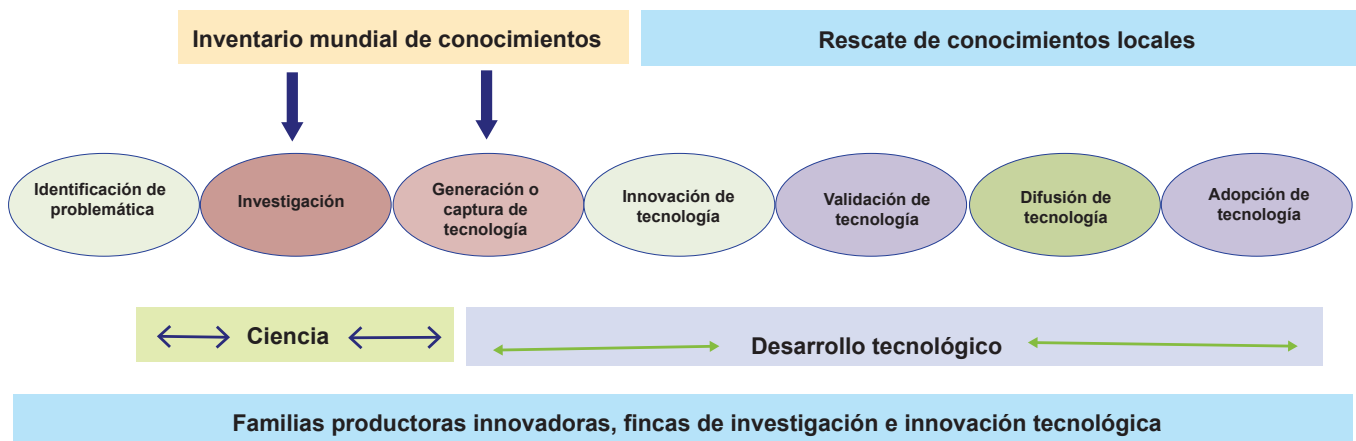 Inventario mundial de conocimientos
Rescate de conocimientos locales
Identificación de
problemática
Investigación
Generación o
captura de
tecnología
Innovación de
tecnología
Validación de
tecnología
Difusión de
tecnología
Adopción de
tecnología
Ciencia
Desarrollo tecnológico
Familias productoras innovadoras, fincas de investigación e innovación tecnológica